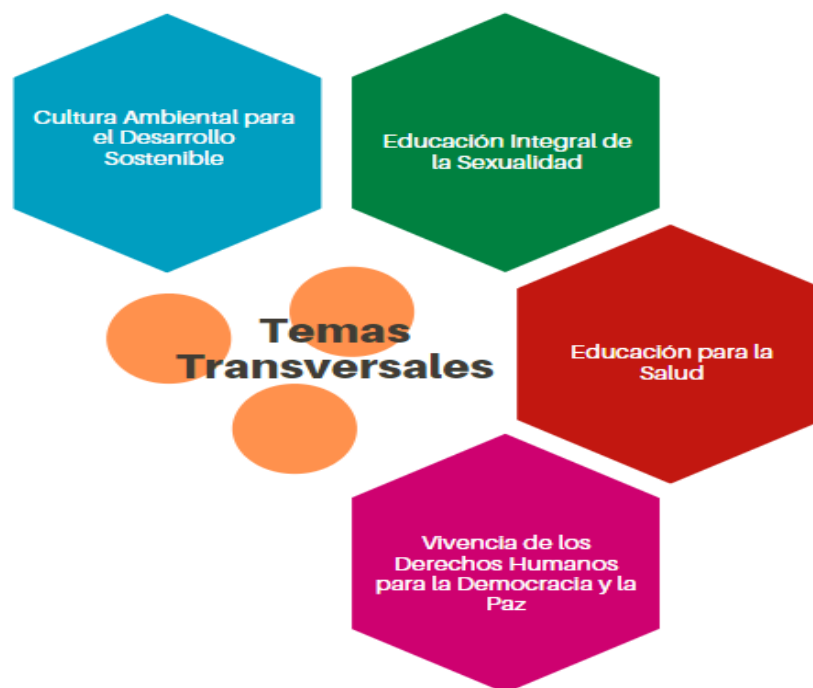 Cultura Ambiental para
el Desarrollo
Sostenible
Educación Integral de
la Sexualidad
Temas
Transversales
Educación para la
Salud
Vivencia de los
Derechos Humanos
para la Democracia y la
Paz